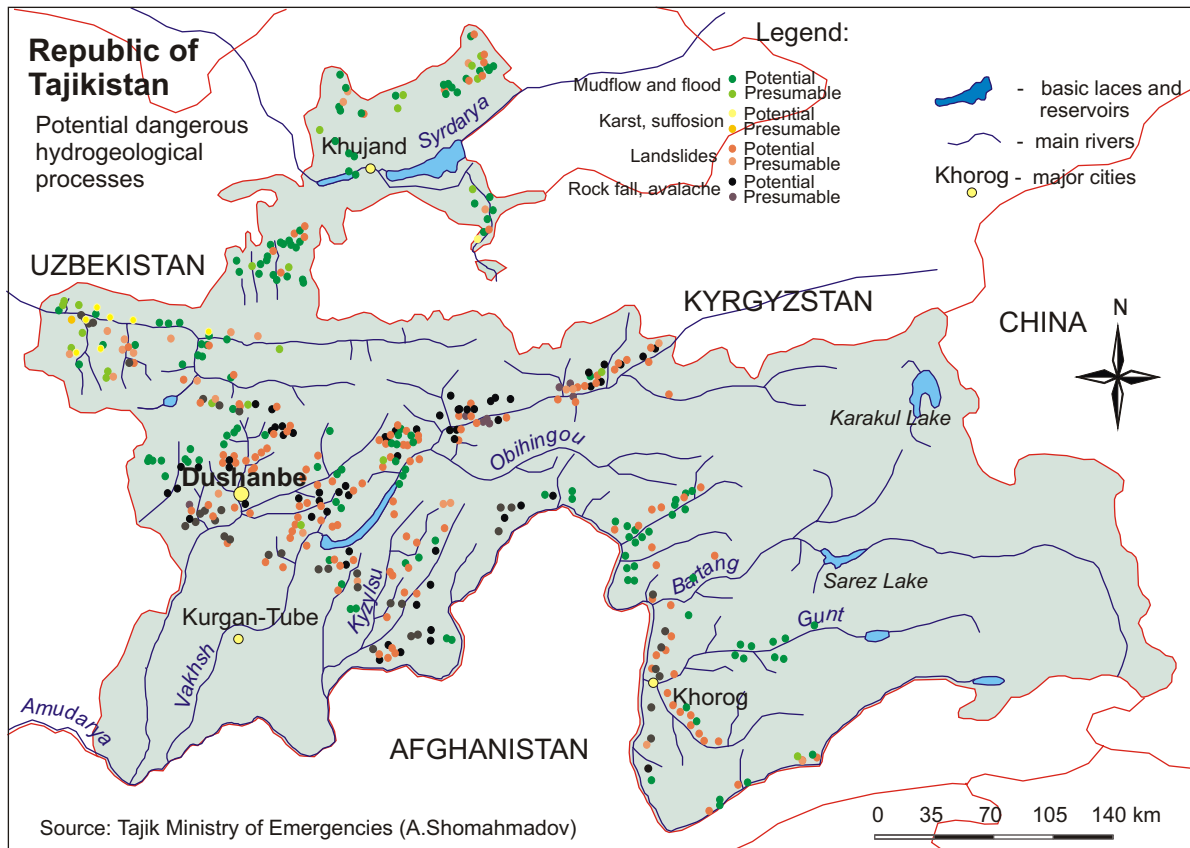 Republic of
Tajikistan
Potential dangerous
hydrogeological
processes
Legend:
Mudflow and flood
Potential
Presumable
Karst, suffosion
Potential
Presumable
Landslides
Potential
Presumable
Rock fall, avalache
Potential
Presumable
- basic laces and
reservoirs
- main rivers
Khorog - major cities
Syrdarya
Khujand
UZBEKISTAN
KYRGYZSTAN
CHINA
N
Karakul Lake
Obihingou
Dushanbe
Sarez Lake
Bartang
Kyzylsu
Gunt
Kurgan-Tube
Vakhsh
Khorog
Amudarya
AFGHANISTAN
0 35 70 105 140 km
Source: Tajik Ministry of Emergencies (A.Shomahmadov)